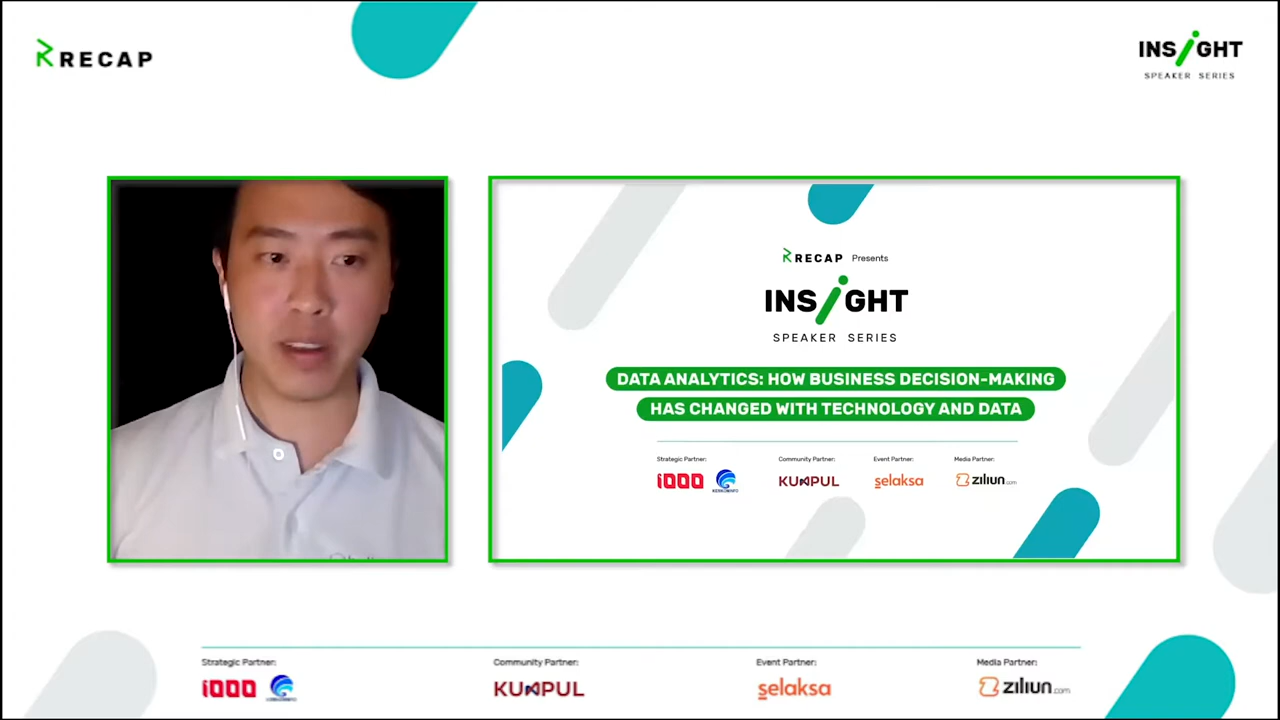 RECAP
INSIGHT
SPEAKER SERIES
RECAP Presents
INSIGHT
SPEAKER SERIES
DATA ANALYTICS: HOW BUSINESS DECISION-MAKING
HAS CHANGED WITH TECHNOLOGY AND DATA
Strategic Partner:
Community Partner:
Event Partner:
Media Partner:
1000
KOMINFO
KUMPUL
selaksa
ziliun.com
Strategic Partner:
Community Partner:
Event Partner:
Media Partner:
1000
KUMPUL
selaksa
ziliun.com